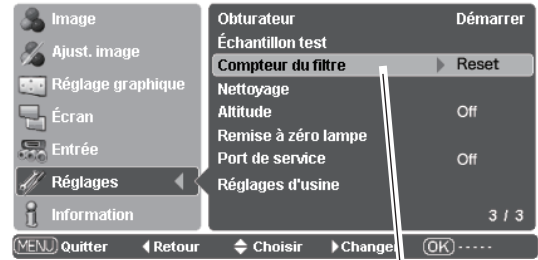 Image
Ajust. image
Réglage graphique
Écran
Entrée
Réglages
Information
Obturateur Démarrer
Échantillon test
Compteur du filtre Reset
Nettoyage
Altitude Off
Remise à zéro lampe
Port de service Off
Réglages d'usine
3 / 3
MENU Quitter Retour Choisir Changer OK -----